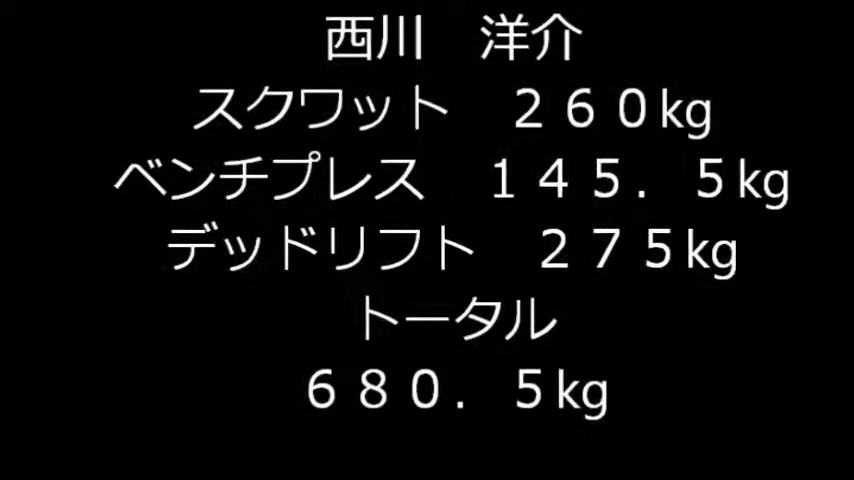 西川　洋介
スクワット　２６０kg
ベンチプレス　１４５．５kg
デッドリフト　２７５kg
トータル
６８０．５kg